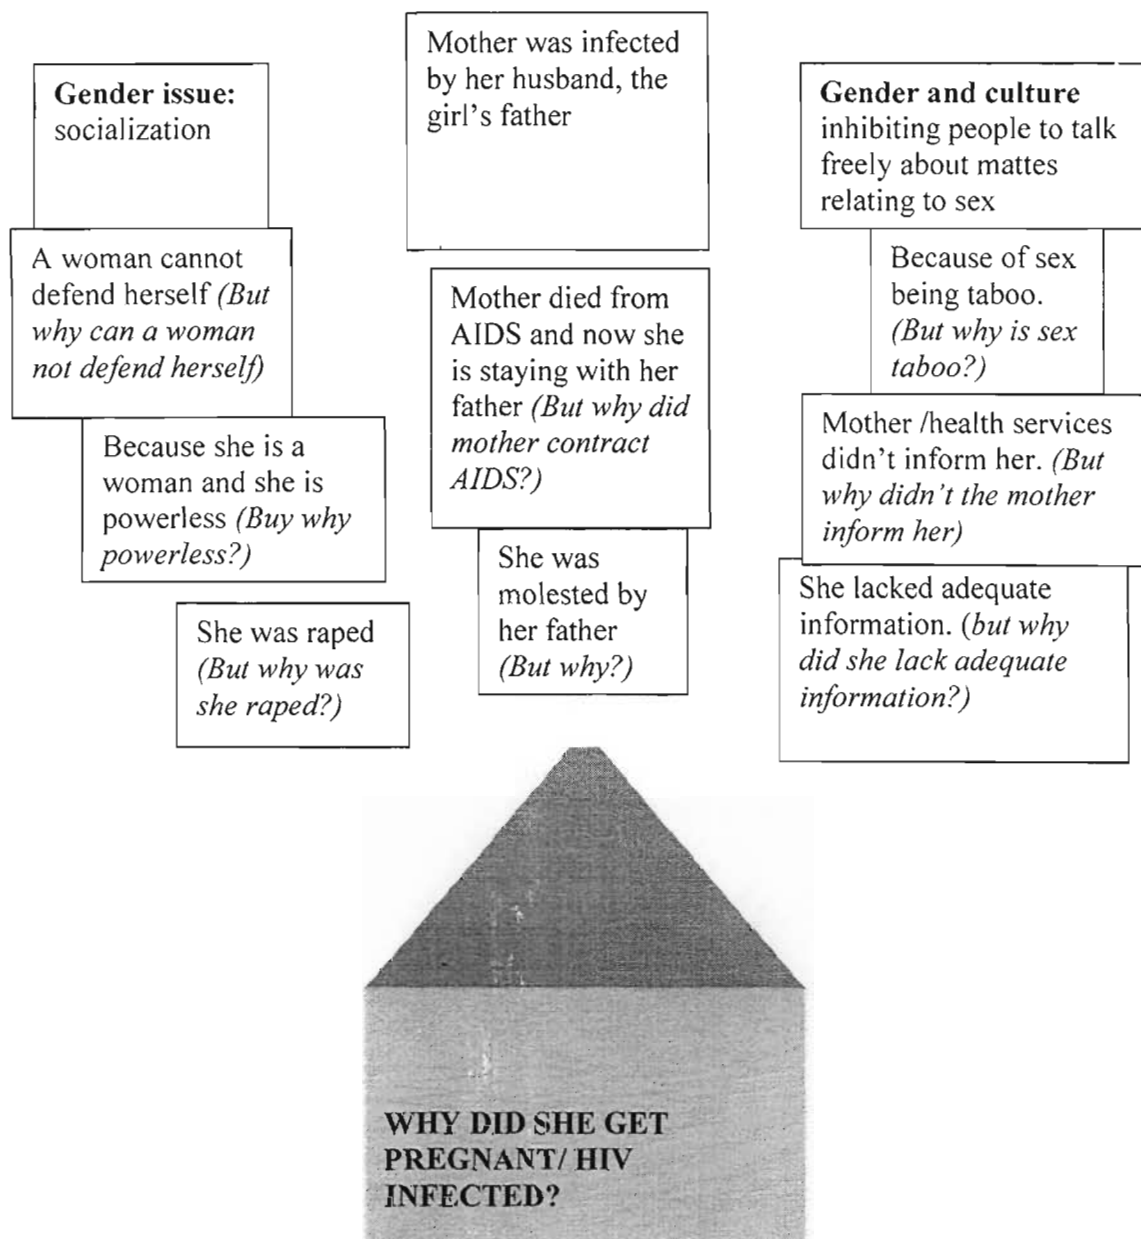 Gender issue:
socialization
A woman cannot
defend herself (But
why can a woman
not defend herself)
Because she is a
woman and she is
powerless (Buy why
powerless?)
She was raped
(But why was
she raped?)
Mother was infected
by her husband, the
girl's father
Mother died from
AIDS and now she
is staying with her
father (But why did
mother contract
AIDS?)
She was
molested by
her father
(But why?)
Gender and culture
inhibiting people to talk
freely about mattes
relating to sex
Because of sex
being taboo.
(But why is sex
taboo?)
Mother /health services
didn't inform her. (But
why didn't the mother
inform her)
She lacked adequate
information. (but why
did she lack adequate
information?)
WHY DID SHE GET
PREGNANT/ HIV
INFECTED?